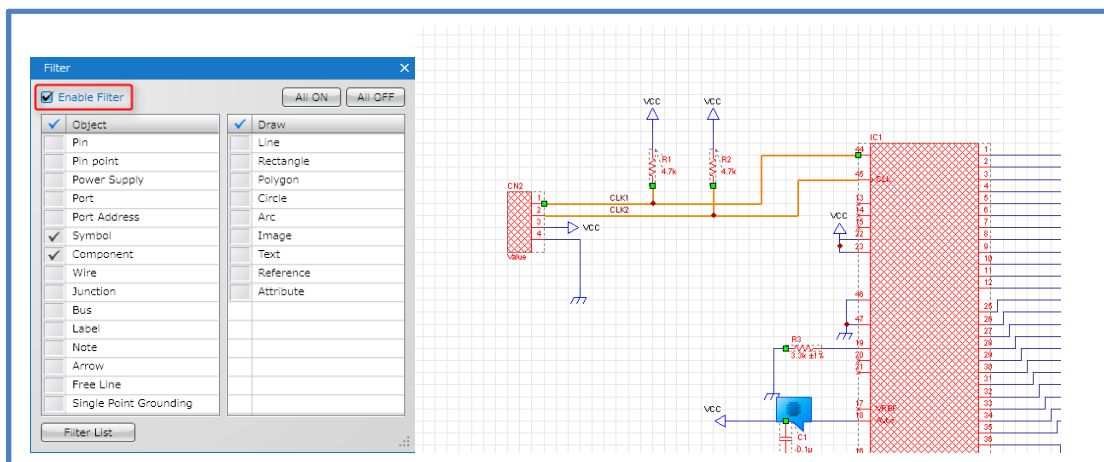 Filter
Enable Filter
All ON
All OFF
Object
Draw
Pin
Line
Pin point
Rectangle
Power Supply
Polygon
Port
Circle
Port Address
Arc
Symbol
Image
Component
Text
Wire
Reference
Junction
Attribute
Bus
Label
Note
Arrow
Free Line
Single Point Grounding
Filter List
VCC
VCC
IC1
R1
4.7k
R2
4.7k
44
45
CLK1
CLK2
CN2
1
2
3
4
Value
VCC
VCC
13
14
22
23
46
47
R3
3.3k ±1%
19
20
21
VCC
17
18
VREF
C1
0.1μ
16
1
2
3
4
5
6
7
8
9
10
11
12
25
26
27
28
29
30
31
32
33
34
35
36